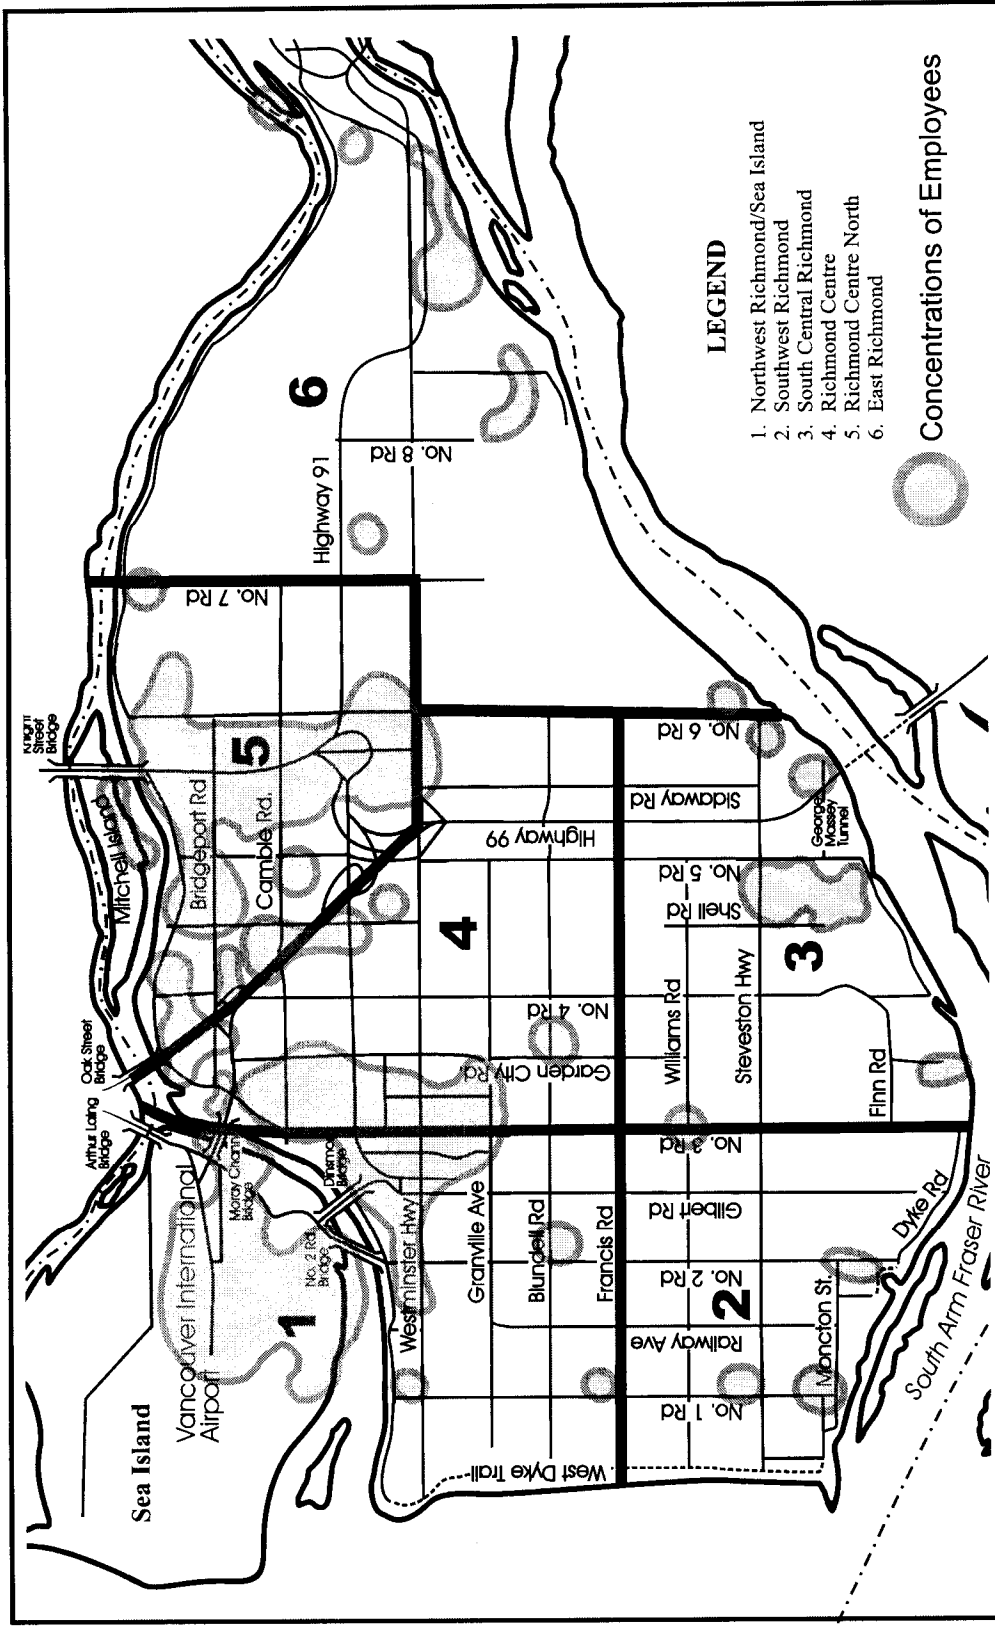 Knight
Street
Bridge
Oak Street
Bridge
Arthur Laing
Bridge
Mitchell Island
Bridgeport Rd
Cambie Rd.
5
No. 7 Rd
Highway 91
6
No. 8 Rd
Sea Island
Vancouver International
Airport
Moray Channel
Bridge
Dinsmore
Bridge
No. 2 Rd.
Bridge
1
Westminster Hwy
Granville Ave
Blundell Rd
Francis Rd
West Dyke Trail
4
Garden City Rd.
No. 4 Rd
Highway 99
No. 3 Rd
Gilbert Rd
No. 2 Rd
Railway Ave
No. 1 Rd
2
Moncton St.
Williams Rd
Steveston Hwy
Finn Rd
Dyke Rd
3
Shell Rd
No. 5 Rd
Sidaway Rd
No. 6 Rd
George
Massey
Tunnel
South Arm Fraser River
LEGEND
1. Northwest Richmond/Sea Island
2. Southwest Richmond
3. South Central Richmond
4. Richmond Centre
5. Richmond Centre North
6. East Richmond
Concentrations of Employees